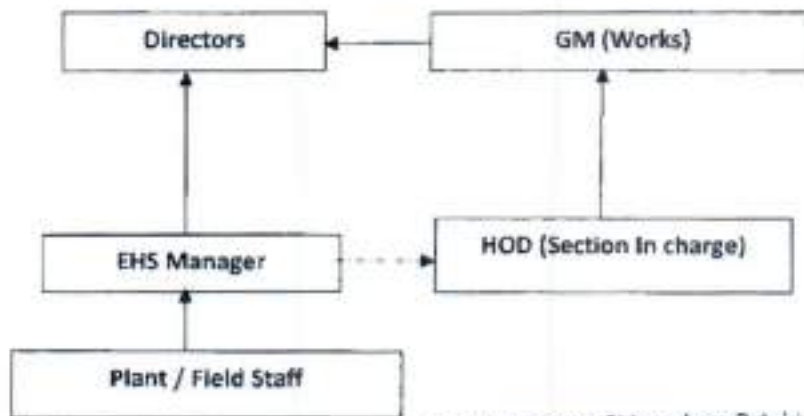 Directors
GM (Works)
EHS Manager
HOD (Section In charge)
Plant / Field Staff